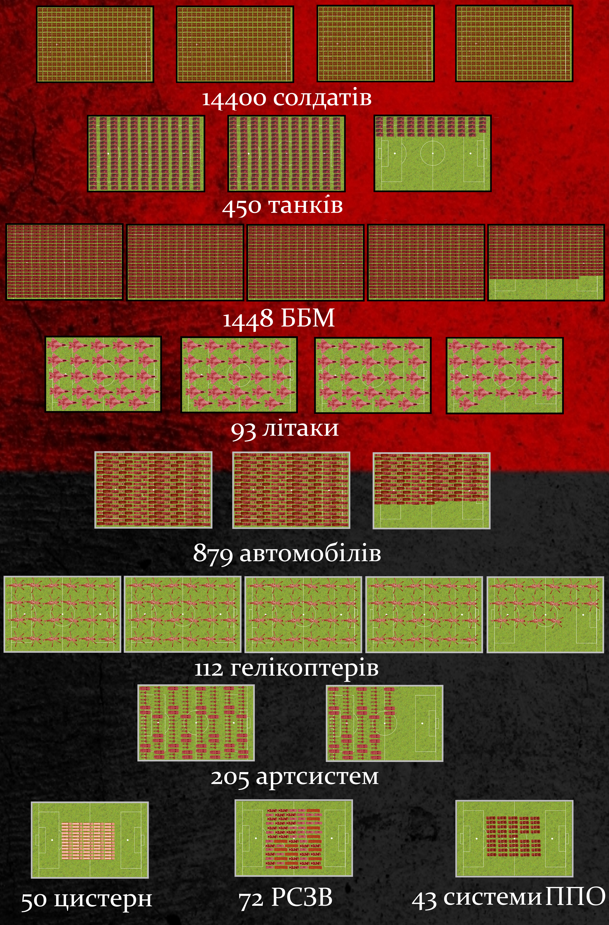 14400 солдатів
450 танків
1448 ББМ
93 літаки
879 автомобілів
112 гелікоптерів
205 артсистем
50 цистерн
72 РСЗВ
43 системи ППО